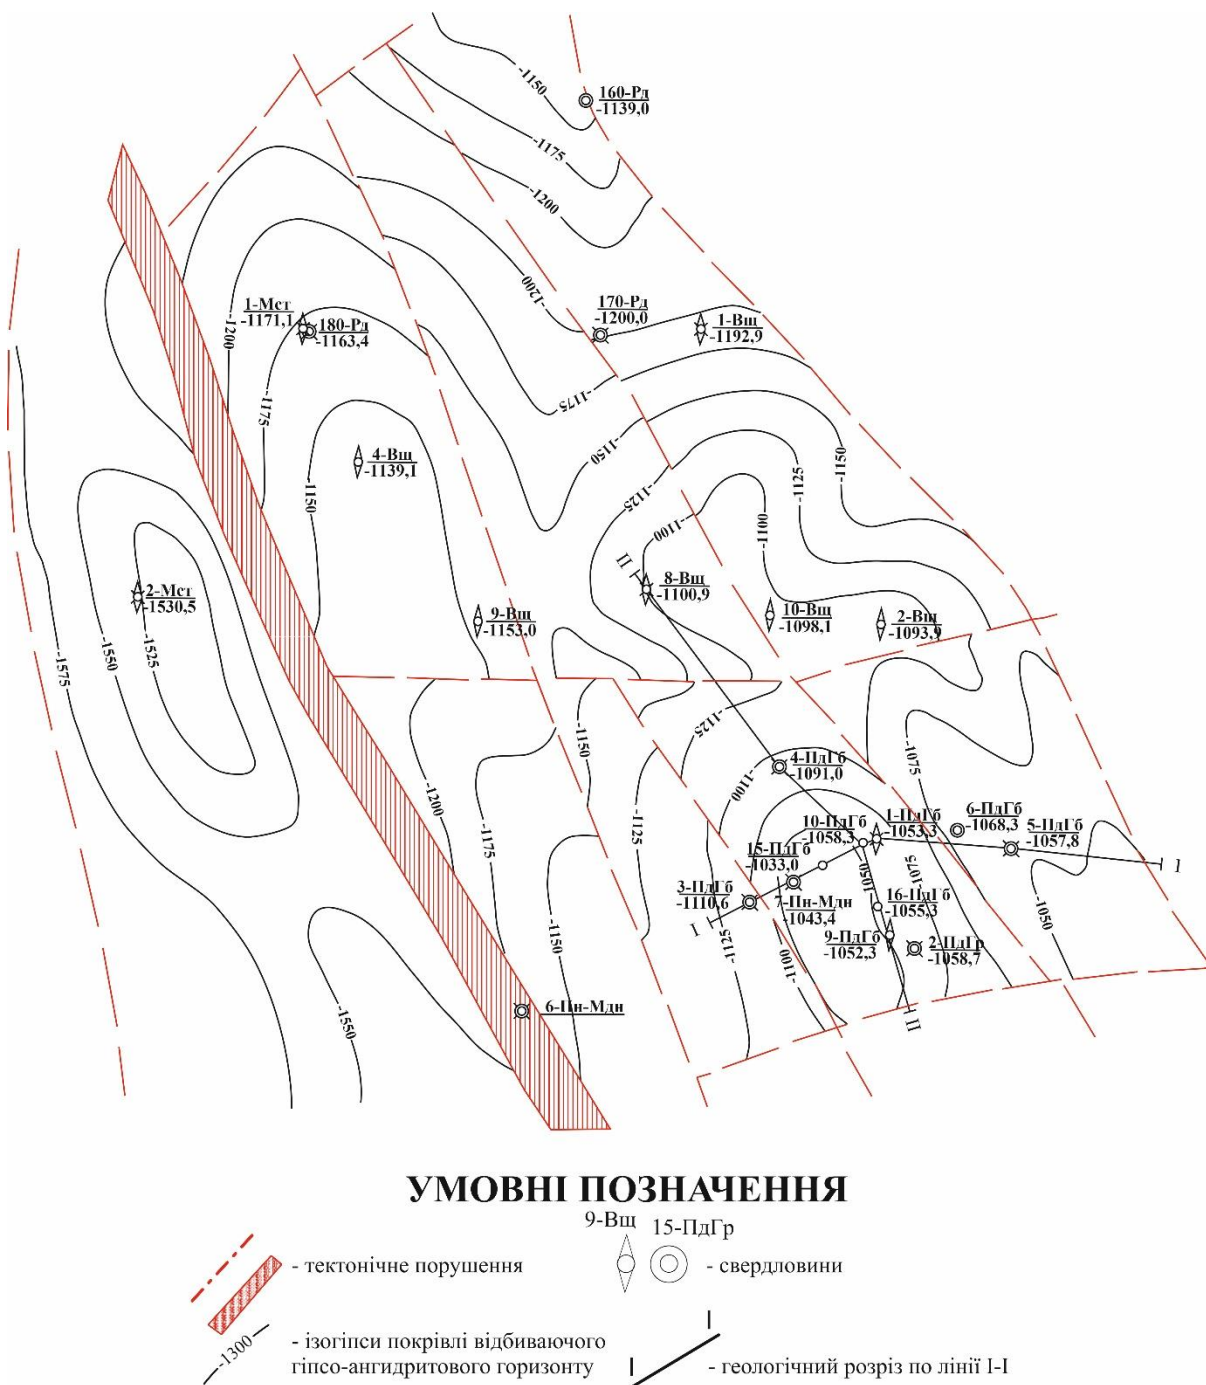 -1150
160-Рд
-1139,0
-1175
-1200
-1200
170-Рд
-1200,0
1-Вщ
-1192,9
1-Мст
-1171,1
180-Рд
-1163,4
-1200
-1175
-1175
4-Вщ
-1139,1
-1150
-1150
-1125
-1150
-1125
-1100
-1100
II
8-Вщ
-1100,9
10-Вщ
-1098,1
2-Вщ
-1093,9
2-Мст
-1530,5
9-Вщ
-1153,0
-1575
-1550
-1525
-1125
-1150
-1100
4-ПдГб
-1091,0
-1075
-1200
-1175
-1125
10-ПдГб
-1058,3
1-ПдГб
-1053,3
6-ПдГб
-1068,3
5-ПдГб
-1057,8
I
15-ПдГб
-1033,0
3-ПдГб
-1110,6
7-Пн-Мдн
-1043,4
-1050
-1075
16-ПдГб
-1055,3
-1050
I
9-ПдГб
-1052,3
2-ПдГр
-1058,7
-1125
-1100
-1150
-1550
6-Пн-Мдн
II
УМОВНІ ПОЗНАЧЕННЯ
9-Вщ 15-ПдГр
- тектонічне порушення
- свердловини
-1300
- ізогіпси покрівлі відбиваючого
гіпсо-ангидритового горизонту
I I
- геологічний розріз по лінії I-I